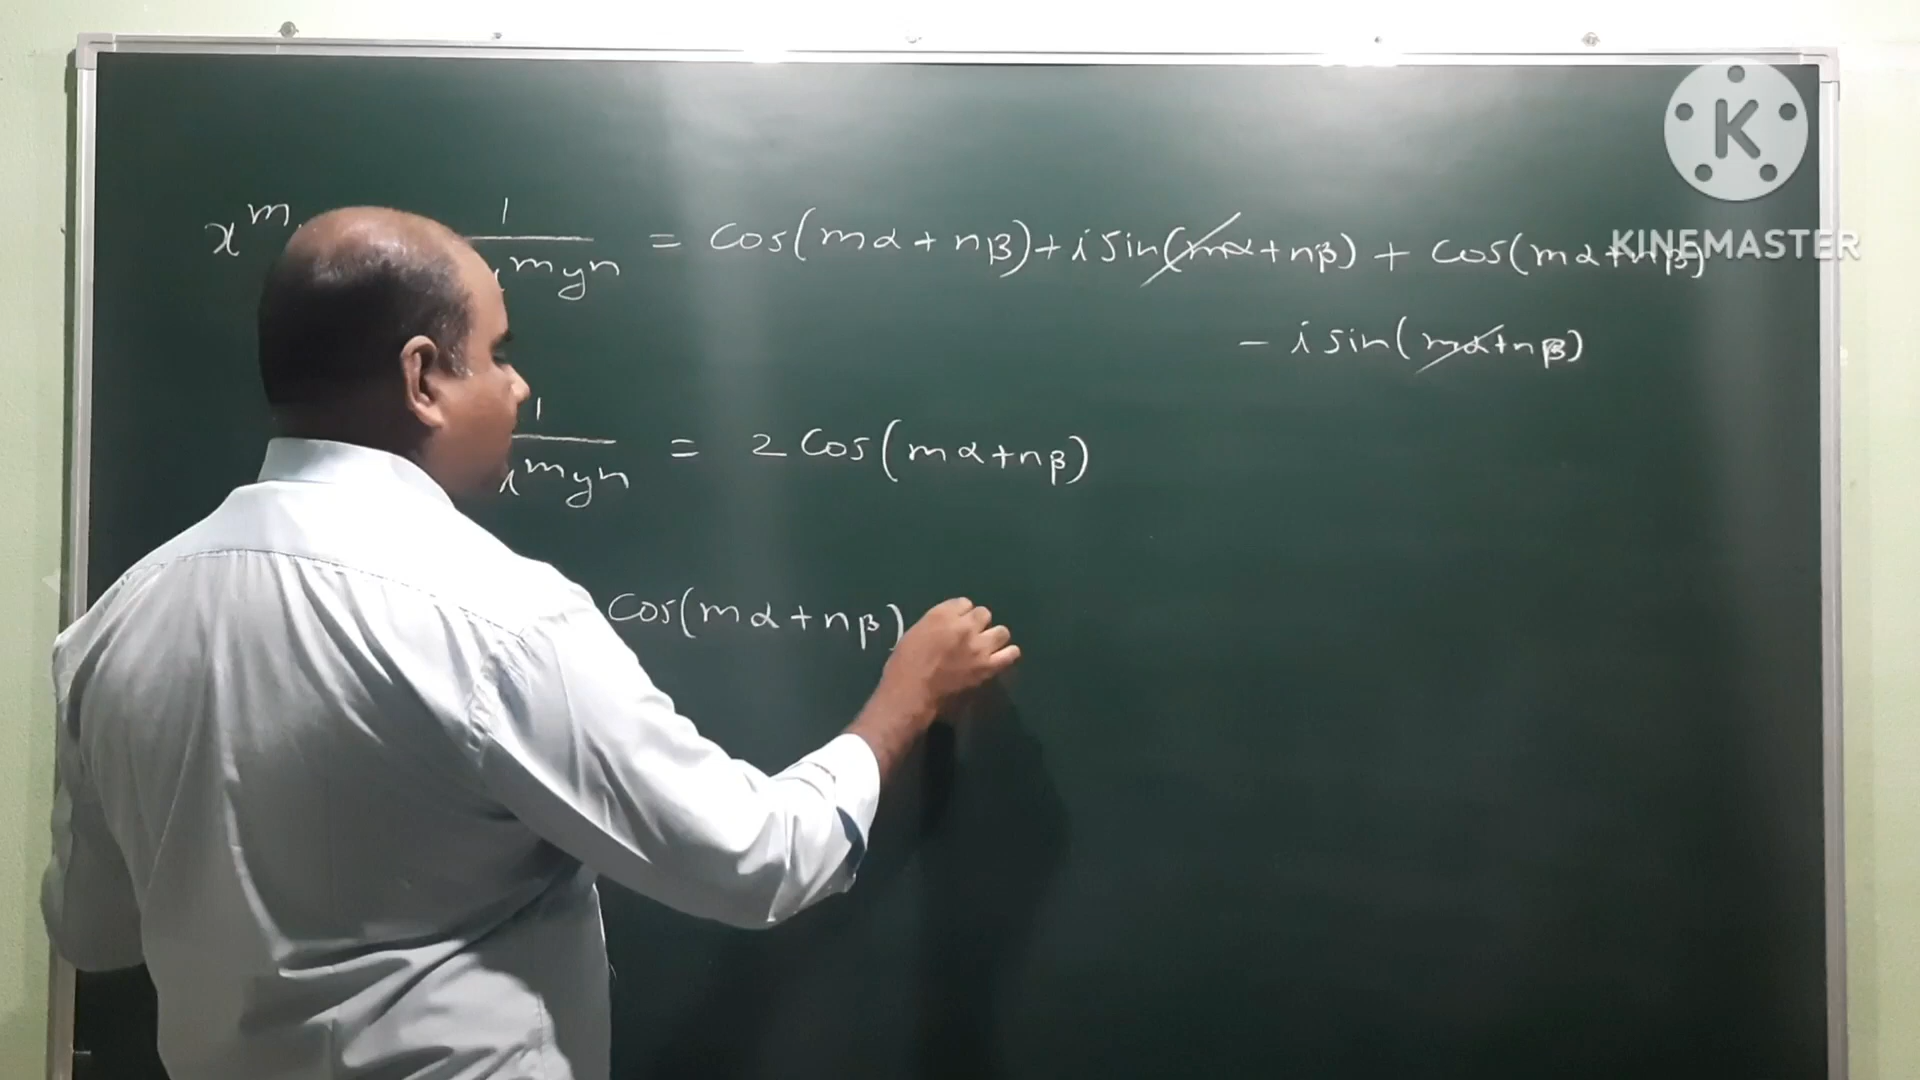 x^m 1/x^m y^n = cos(mα + nβ) + i sin(mα + nβ) + cos(mα + nβ)
- i sin(mα + nβ)
1/x^m y^n = 2 cos(mα + nβ)
cos(mα + nβ)
K
KINEMASTER